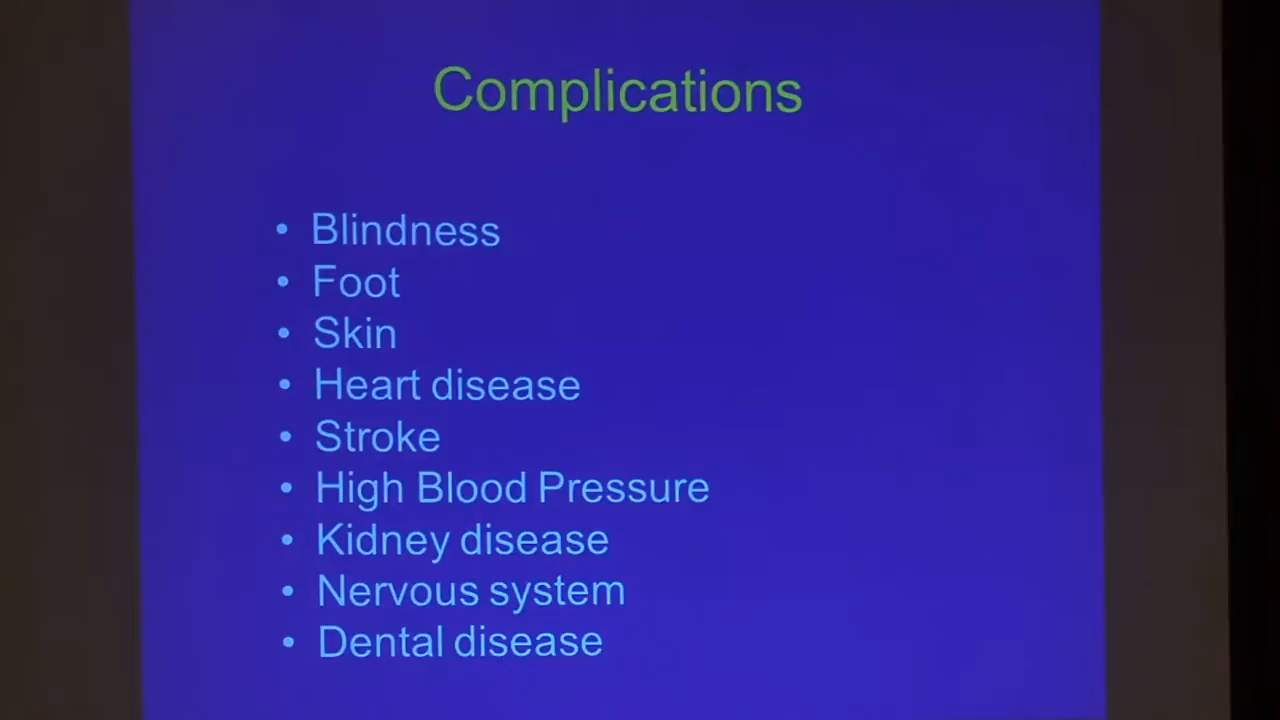 Complications
• Blindness
• Foot
• Skin
• Heart disease
• Stroke
• High Blood Pressure
• Kidney disease
• Nervous system
• Dental disease